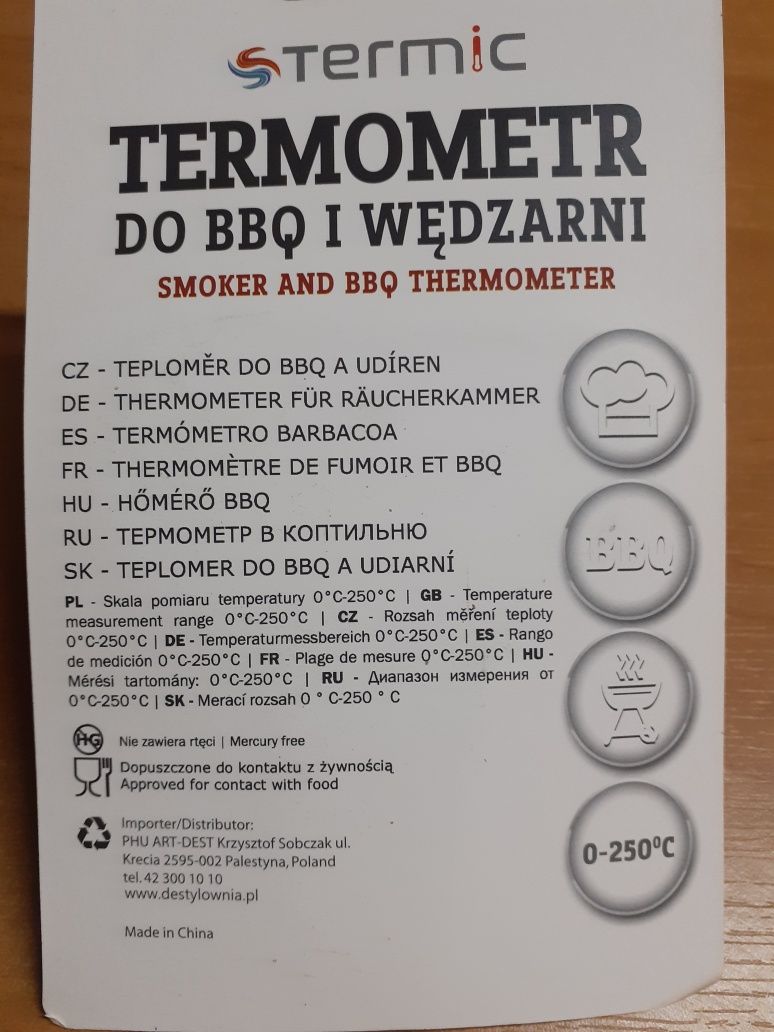 sTermic
TERMOMETR
DO BBQ I WĘDZARNI
SMOKER AND BBQ THERMOMETER
CZ - TEPLOMĚR DO BBQ A UDÍREN
DE - THERMOMETER FÜR RÄUCHERKAMMER
ES - TERMÓMETRO BARBACOA
FR - THERMOMÈTRE DE FUMOIR ET BBQ
HU - HŐMÉRŐ BBQ
RU - ТЕРМОМЕТР В КОПТИЛЬНЮ
SK - TEPLOMER DO BBQ A UDIARNÍ
BBQ
PL - Skala pomiaru temperatury 0°C-250°C | GB - Temperature
measurement range 0°C-250°C | CZ - Rozsah měření teploty
0°C-250°C | DE - Temperaturmessbereich 0°C-250°C | ES - Rango
de medición 0°C-250°C | FR - Plage de mesure 0°C-250°C | HU -
Mérési tartomány: 0°C-250°C | RU - Диапазон измерения от
0°C-250°C | SK - Merací rozsah 0 ° C-250 ° C
HG Nie zawiera rtęci | Mercury free
Dopuszczone do kontaktu z żywnością
Approved for contact with food
Importer/Distributor:
PHU ART-DEST Krzysztof Sobczak ul.
Krecia 2595-002 Palestyna, Poland
tel. 42 300 10 10
www.destylownia.pl
0-250⁰C
Made in China